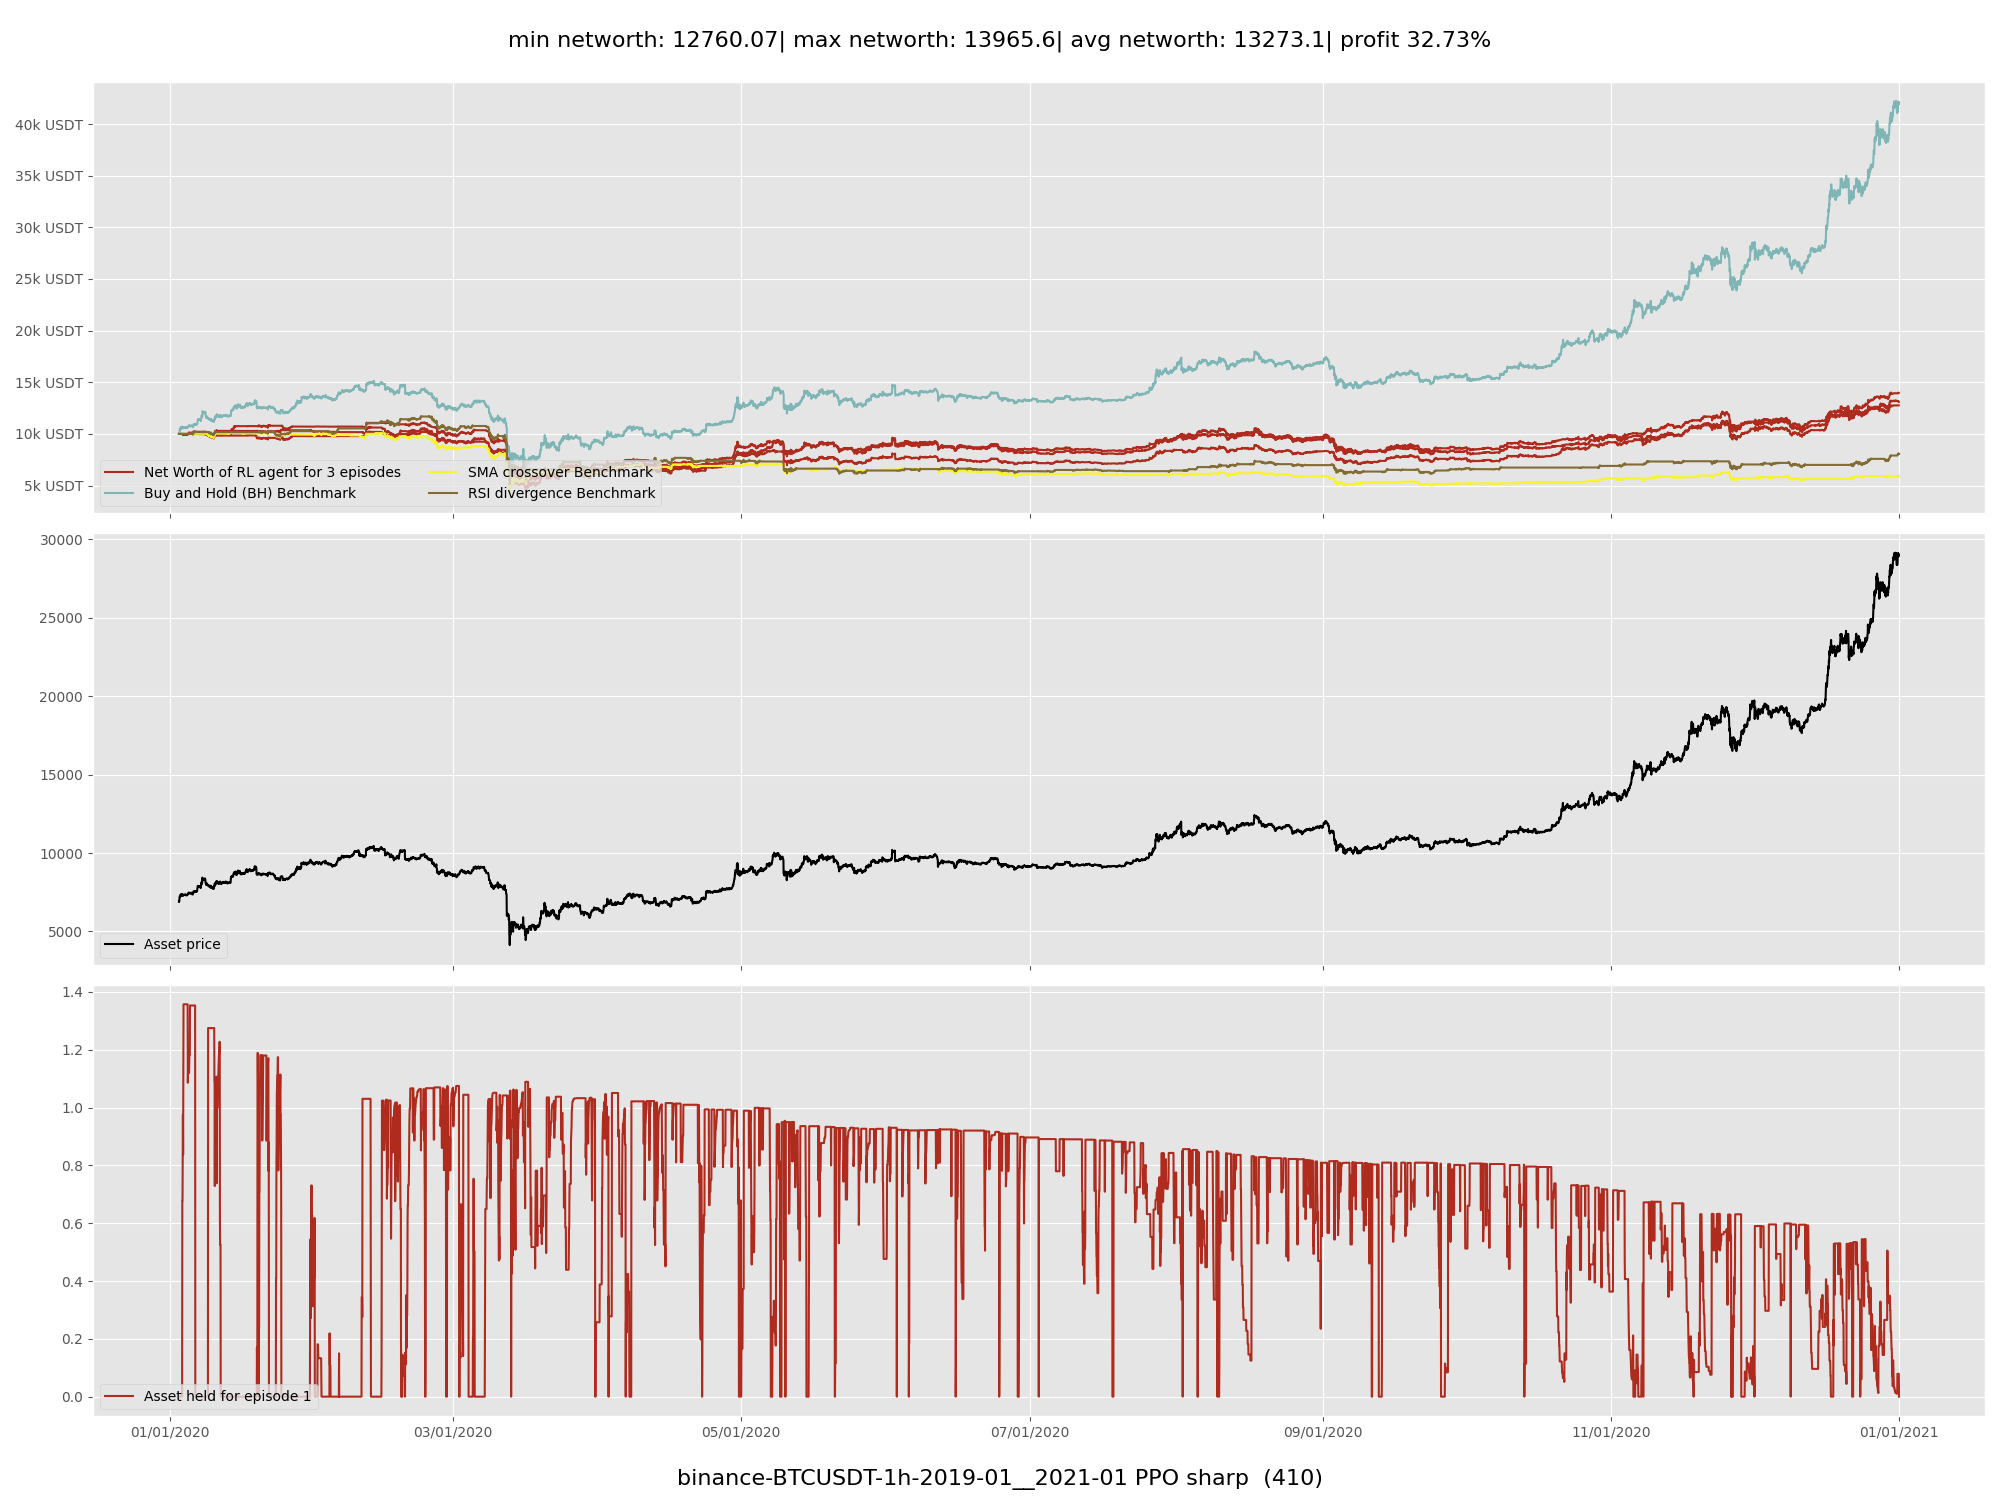 min networth: 12760.07| max networth: 13965.6| avg networth: 13273.1| profit 32.73%
40k USDT
35k USDT
30k USDT
25k USDT
20k USDT
15k USDT
10k USDT
5k USDT
Net Worth of RL agent for 3 episodes
Buy and Hold (BH) Benchmark
SMA crossover Benchmark
RSI divergence Benchmark
30000
25000
20000
15000
10000
5000
Asset price
1.4
1.2
1.0
0.8
0.6
0.4
0.2
0.0
Asset held for episode 1
01/01/2020 03/01/2020 05/01/2020 07/01/2020 09/01/2020 11/01/2020 01/01/2021
binance-BTCUSDT-1h-2019-01__2021-01 PPO sharp (410)